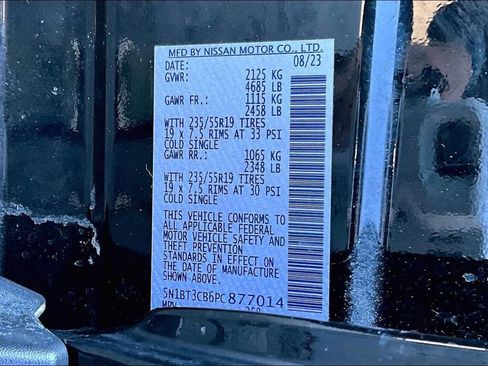 MFD BY NISSAN MOTOR CO., LTD.
DATE: 08/23
GVWR: 2125 KG
4685 LB
GAWR FR.: 1115 KG
2458 LB
WITH 235/55R19 TIRES
19 x 7.5 RIMS AT 33 PSI
COLD SINGLE
GAWR RR.: 1065 KG
2348 LB
WITH 235/55R19 TIRES
19 x 7.5 RIMS AT 30 PSI
COLD SINGLE
THIS VEHICLE CONFORMS TO
ALL APPLICABLE FEDERAL
MOTOR VEHICLE SAFETY AND
THEFT PREVENTION
STANDARDS IN EFFECT ON
THE DATE OF MANUFACTURE
SHOWN ABOVE.
5N1BT3CB6PC877014
MPV